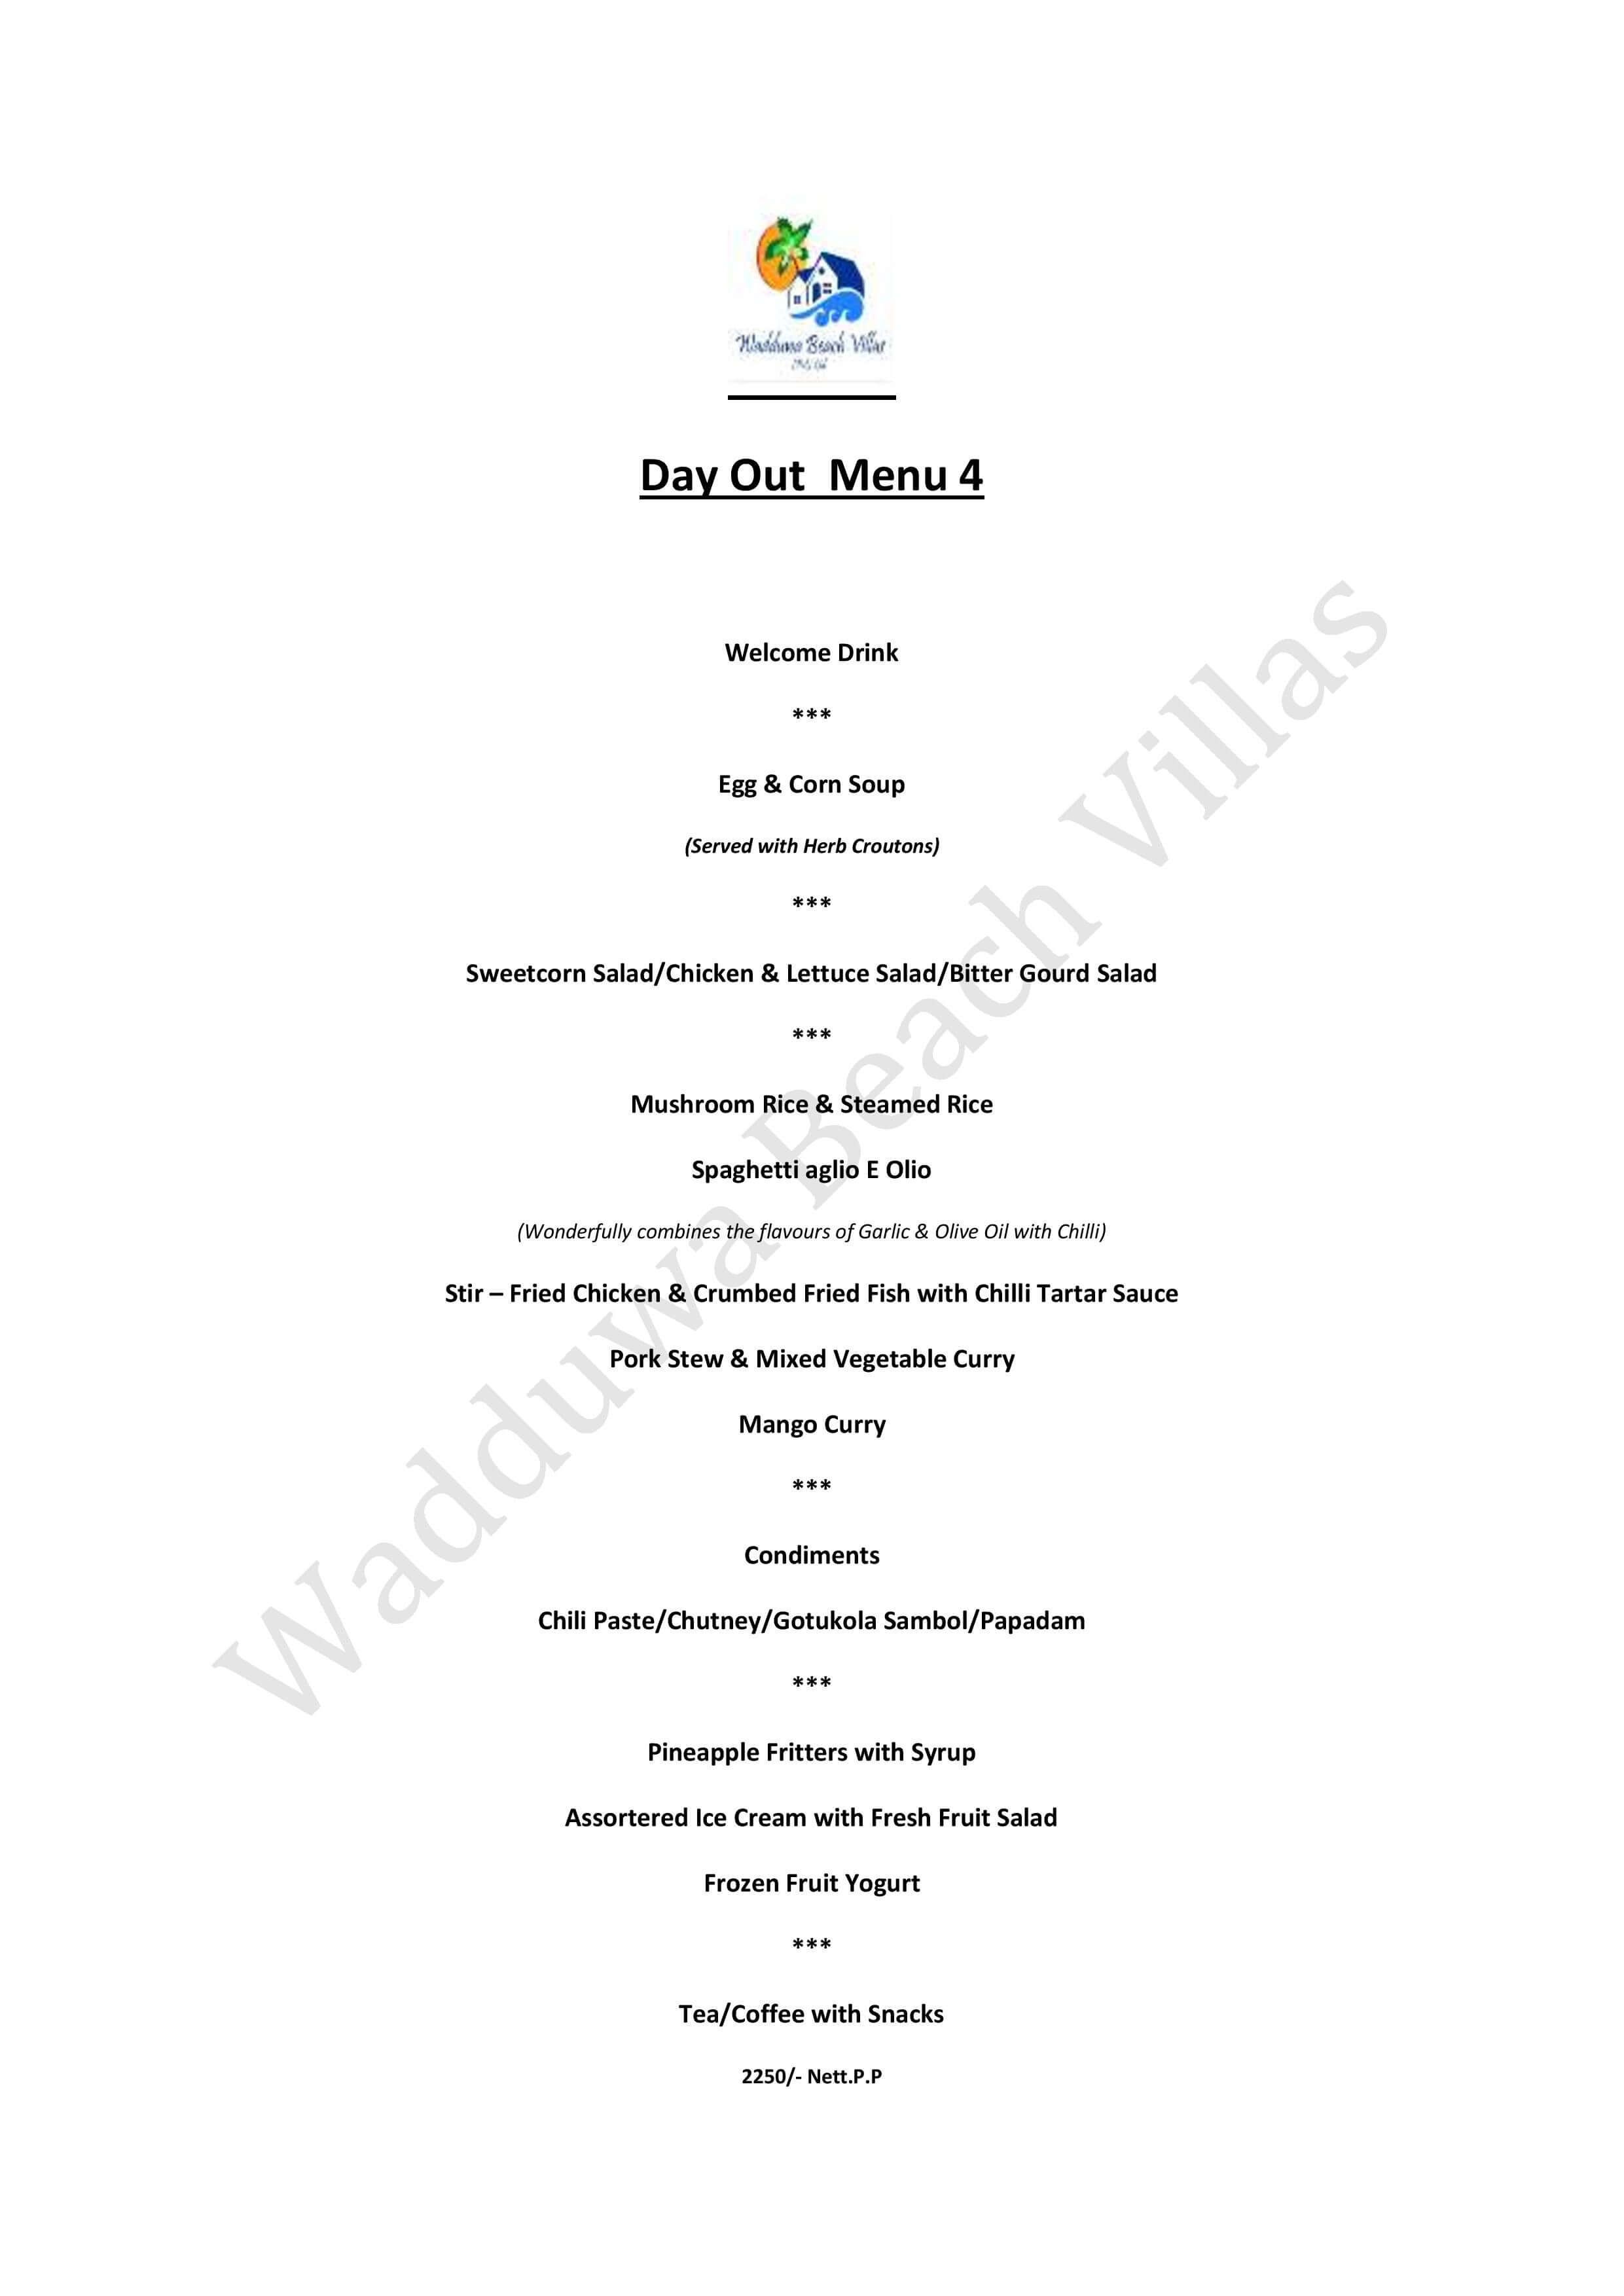 Wadduwa Beach Villas
Day Out  Menu 4
Welcome Drink
***
Egg & Corn Soup
(Served with Herb Croutons)
***
Sweetcorn Salad/Chicken & Lettuce Salad/Bitter Gourd Salad
***
Mushroom Rice & Steamed Rice
Spaghetti aglio E Olio
(Wonderfully combines the flavours of Garlic & Olive Oil with Chilli)
Stir – Fried Chicken & Crumbed Fried Fish with Chilli Tartar Sauce
Pork Stew & Mixed Vegetable Curry
Mango Curry
***
Condiments
Chili Paste/Chutney/Gotukola Sambol/Papadam
***
Pineapple Fritters with Syrup
Assortered Ice Cream with Fresh Fruit Salad
Frozen Fruit Yogurt
***
Tea/Coffee with Snacks
2250/- Nett.P.P
Wadduwa Beach Villas